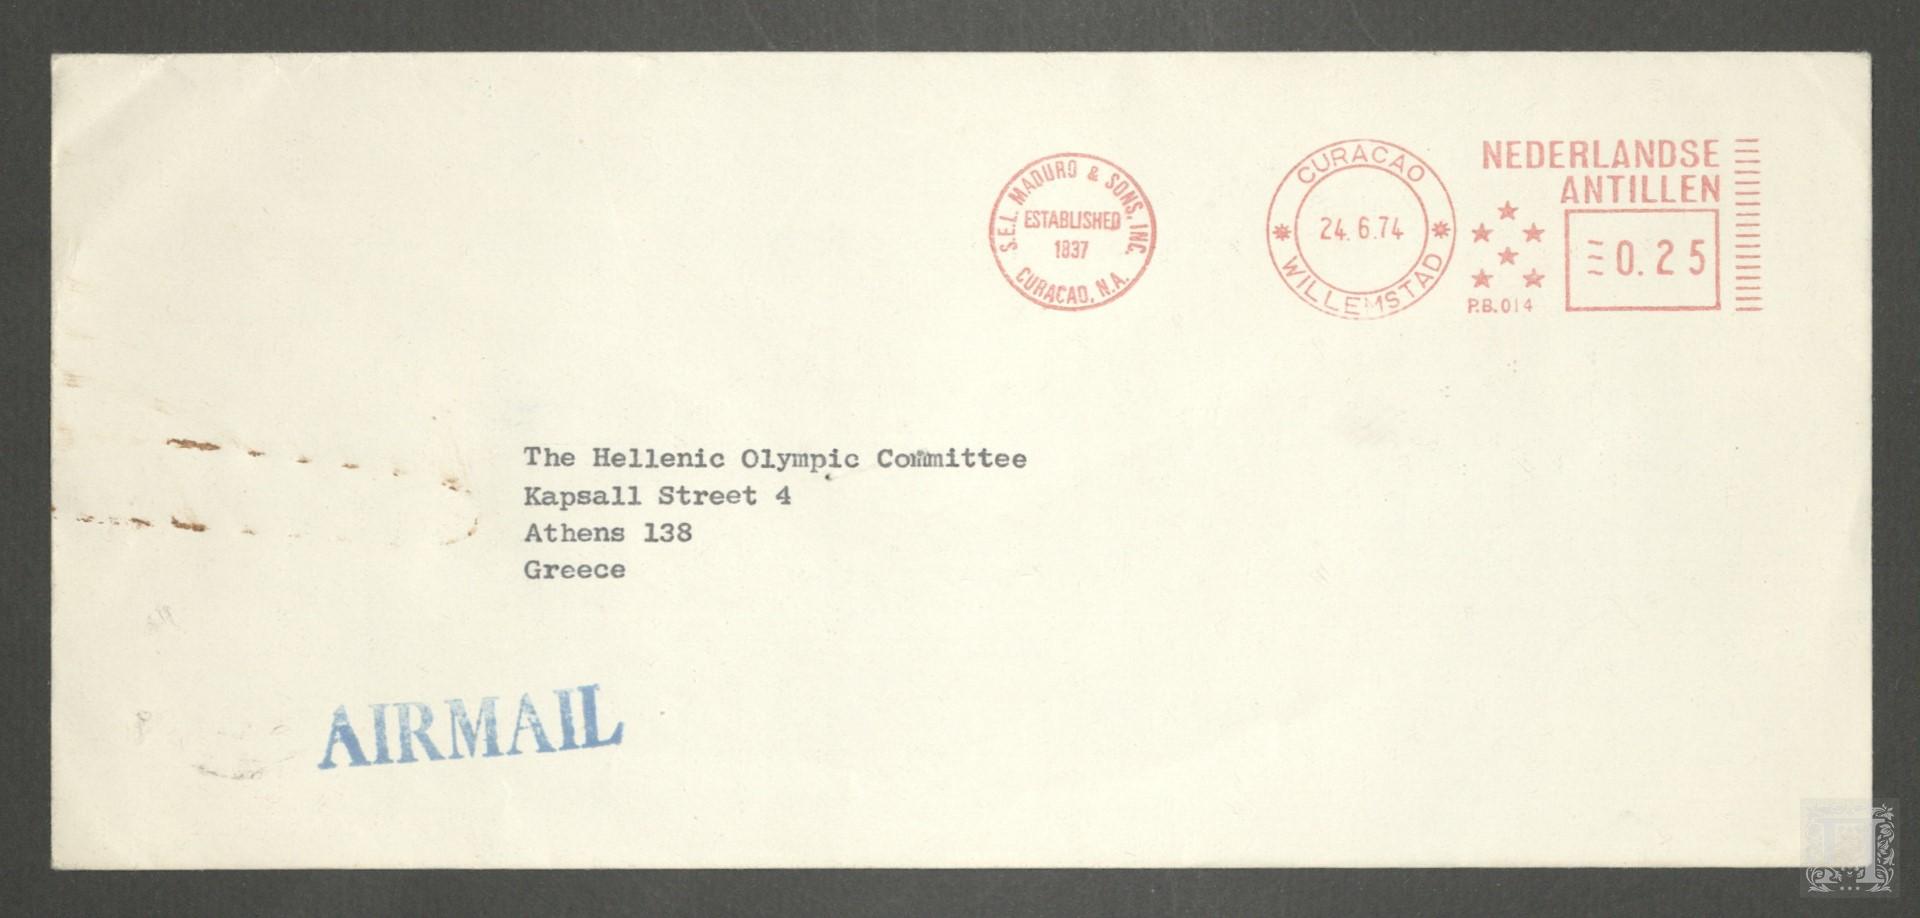 S.E.L. MADURO & SONS, INC.
ESTABLISHED
1837
CURACAO, N.A.
CURACAO
24.6.74
WILLEMSTAD
NEDERLANDSE
ANTILLEN
0.25
P.B.014
The Hellenic Olympic Committee
Kapsall Street 4
Athens 138
Greece
AIRMAIL